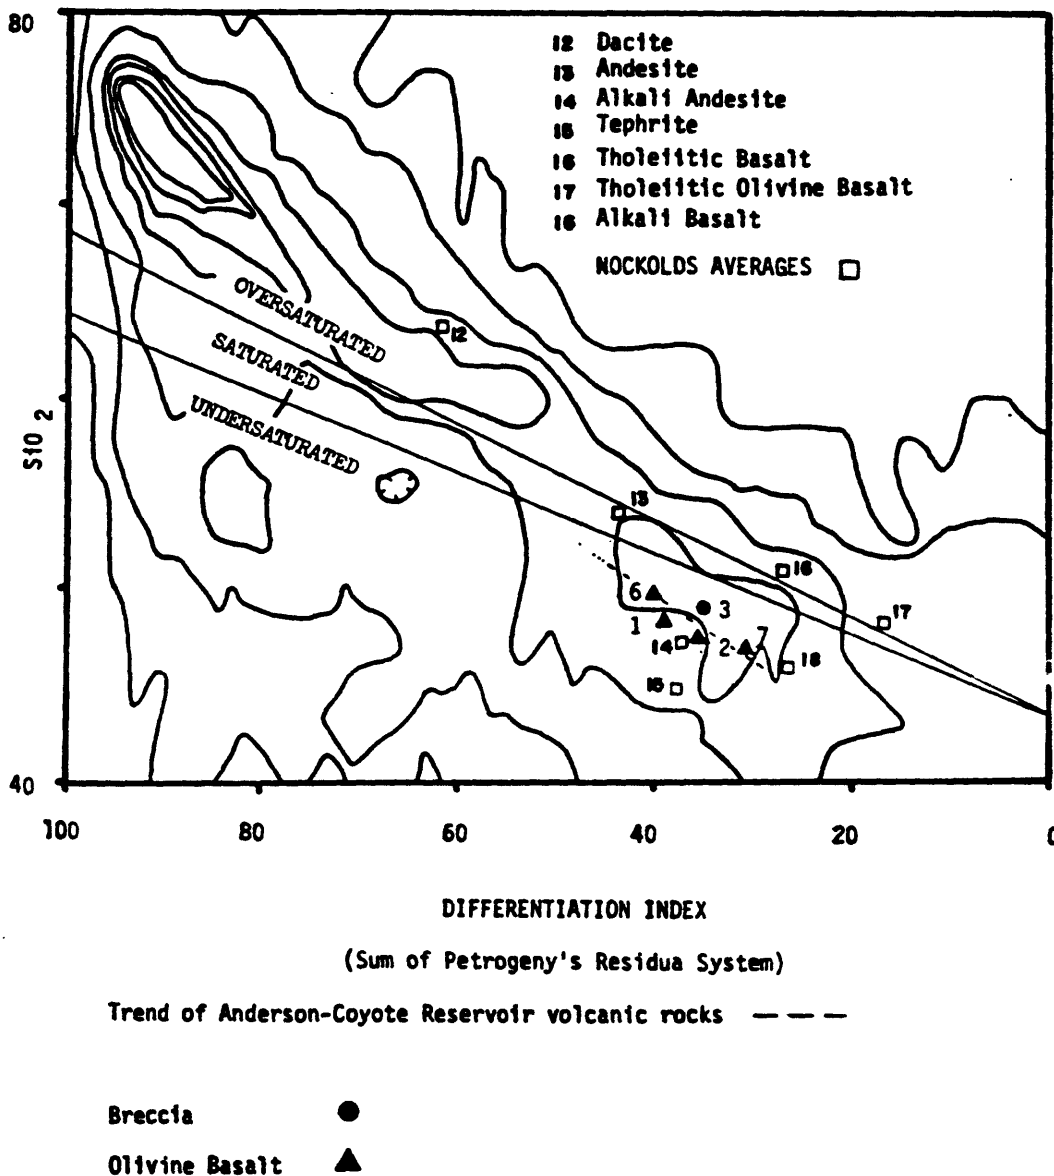 80
12 Dacite
13 Andesite
14 Alkali Andesite
15 Tephrite
16 Tholeiitic Basalt
17 Tholeiitic Olivine Basalt
16 Alkali Basalt
NOCKOLDS AVERAGES
OVERSATURATED
SATURATED
UNDERSATURATED
12
SiO2
13
16
6
3
17
1
14
2
7
18
15
40
100 80 60 40 20 0
DIFFERENTIATION INDEX
(Sum of Petrogeny's Residua System)
Trend of Anderson-Coyote Reservoir volcanic rocks
Breccia
Olivine Basalt